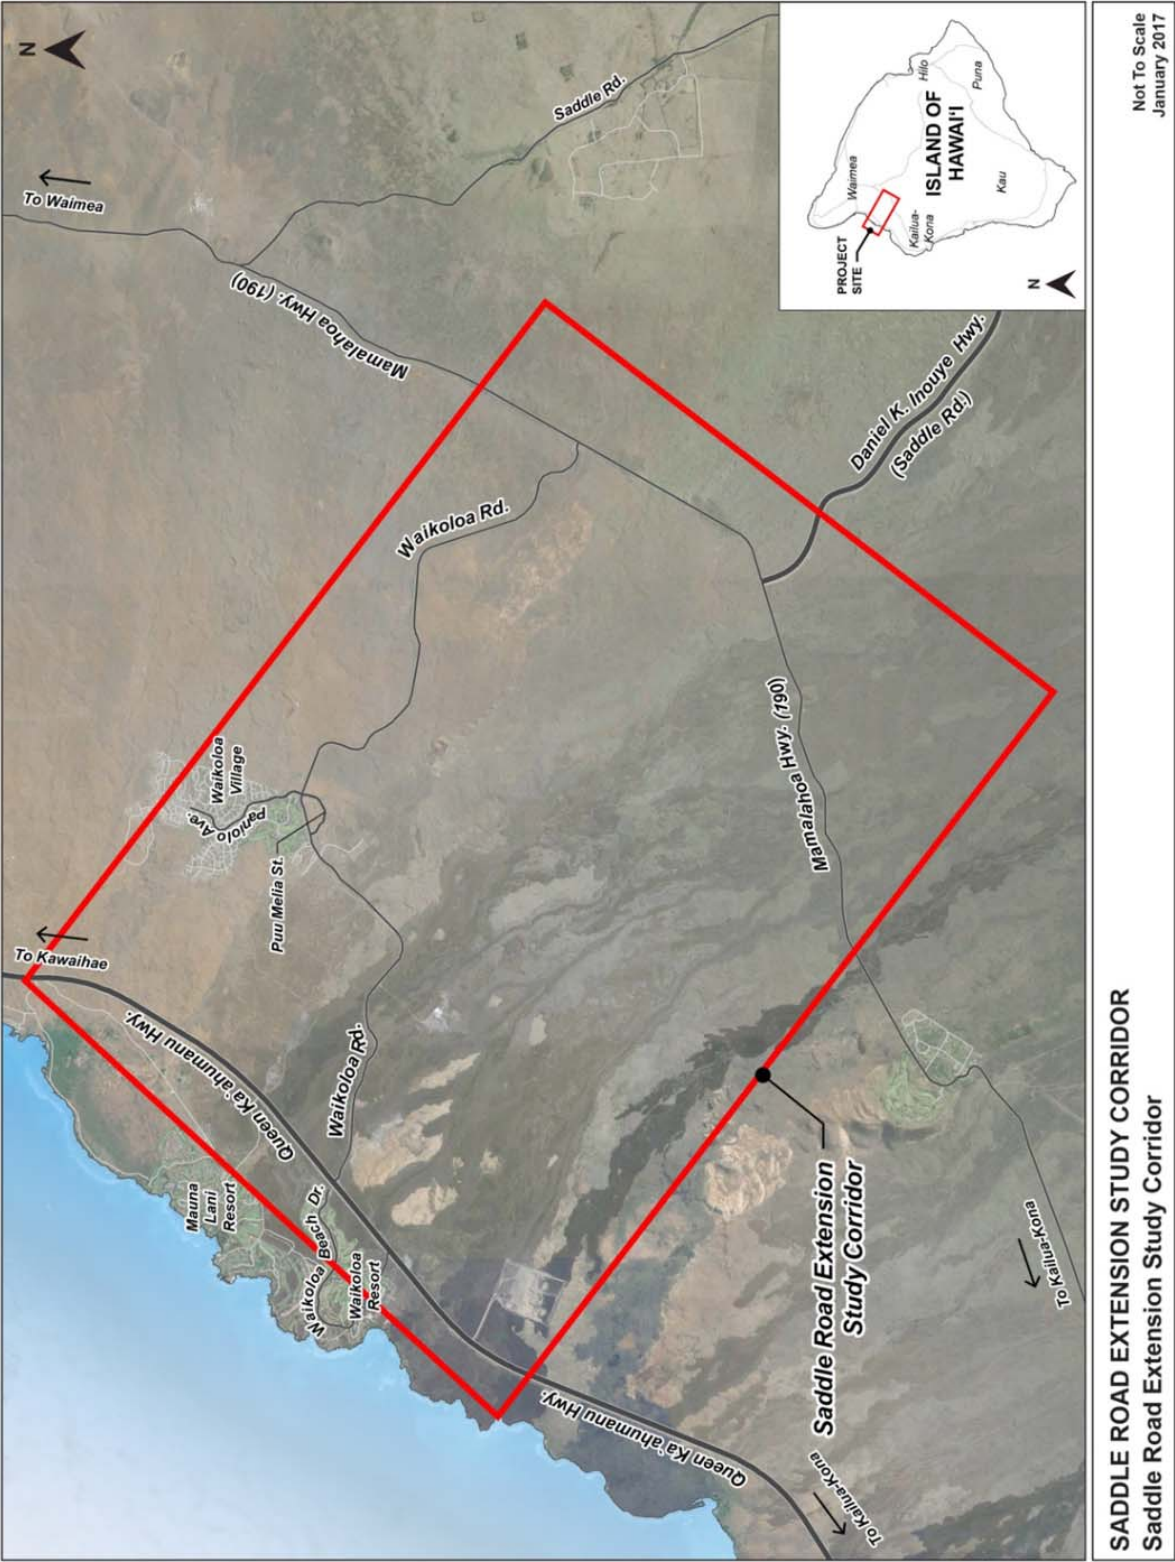 N
To Waimea
Saddle Rd.
Mamalahoa Hwy. (190)
Waimea
Hilo
Puna
ISLAND OF
HAWAI'I
Kau
Kailua-
Kona
PROJECT
SITE
N
Daniel K. Inouye Hwy.
(Saddle Rd.)
Waikoloa Rd.
Waikoloa
Village
Paniolo Ave.
Puu Melia St.
Mamalahoa Hwy. (190)
To Kawaihae
Queen Ka'ahumanu Hwy.
Waikoloa Rd.
Mauna
Lani
Resort
Waikoloa Beach Dr.
Waikoloa
Resort
Saddle Road Extension
Study Corridor
Queen Ka'ahumanu Hwy.
To Kailua-Kona
To Kailua-Kona
SADDLE ROAD EXTENSION STUDY CORRIDOR
Saddle Road Extension Study Corridor
Not To Scale
January 2017